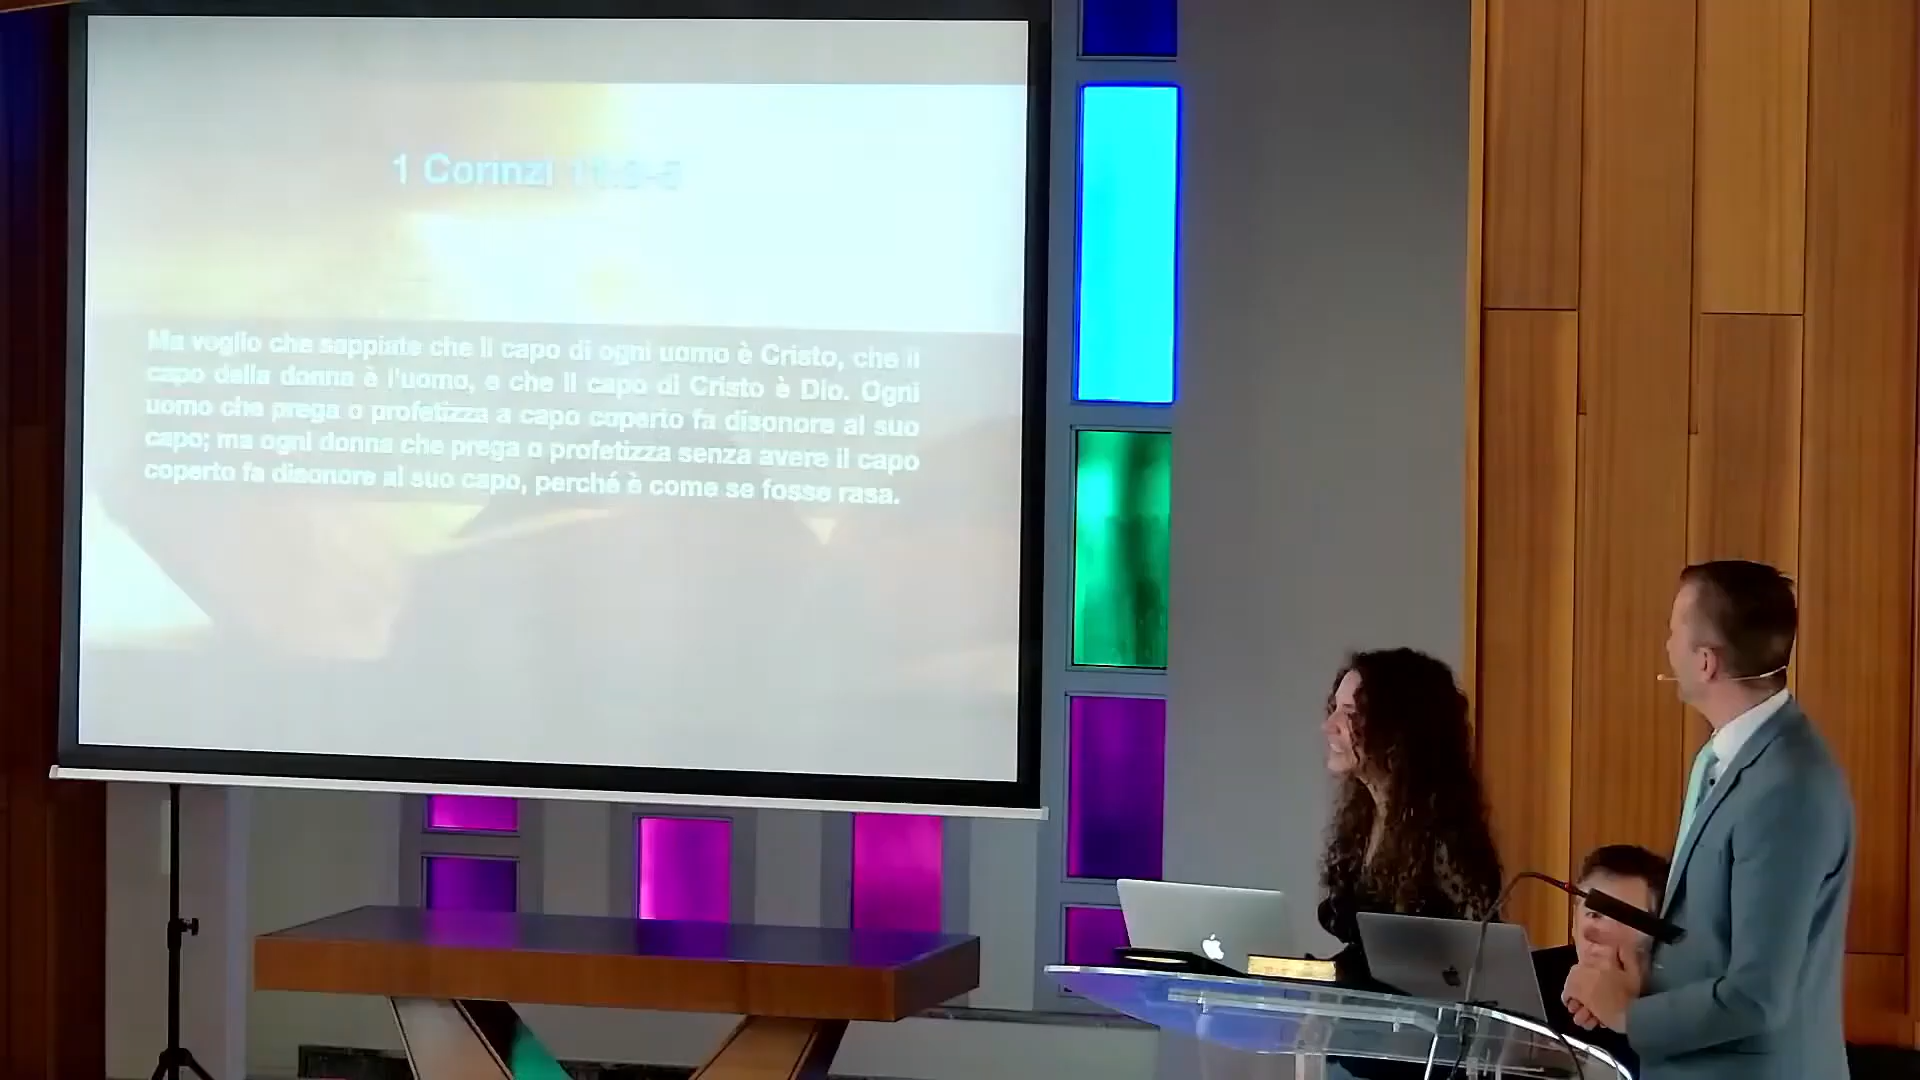 1 Corinzi
Ma voglio che sappiate che il capo di ogni uomo è Cristo, che il
capo della donna è l'uomo, e che il capo di Cristo è Dio. Ogni
uomo che prega o profetizza a capo coperto fa disonore al suo
capo; ma ogni donna che prega o profetizza senza avere il capo
coperto fa disonore al suo capo, perché è come se fosse rasa.